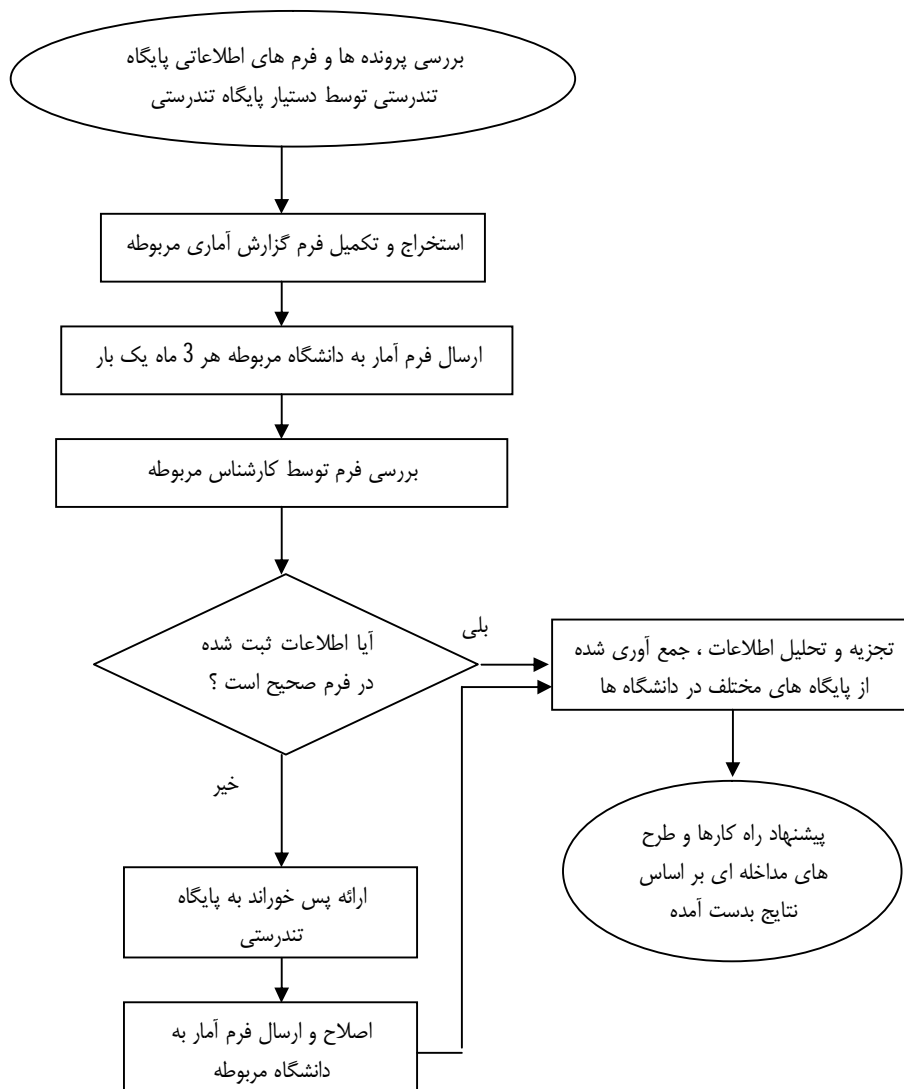 بررسی پرونده ها و فرم های اطلاعاتی پایگاه
تندرستی توسط دستیار پایگاه تندرستی
استخراج و تکمیل فرم گزارش آماری مربوطه
ارسال فرم آمار به دانشگاه مربوطه هر 3 ماه یک بار
بررسی فرم توسط کارشناس مربوطه
آیا اطلاعات ثبت شده
در فرم صحیح است ؟
بلی
تجزیه و تحلیل اطلاعات ، جمع آوری شده
از پایگاه های مختلف در دانشگاه ها
خیر
پیشنهاد راه کارها و طرح
های مداخله ای بر اساس
نتایج بدست آمده
ارائه پس خوراند به پایگاه
تندرستی
اصلاح و ارسال فرم آمار به
دانشگاه مربوطه